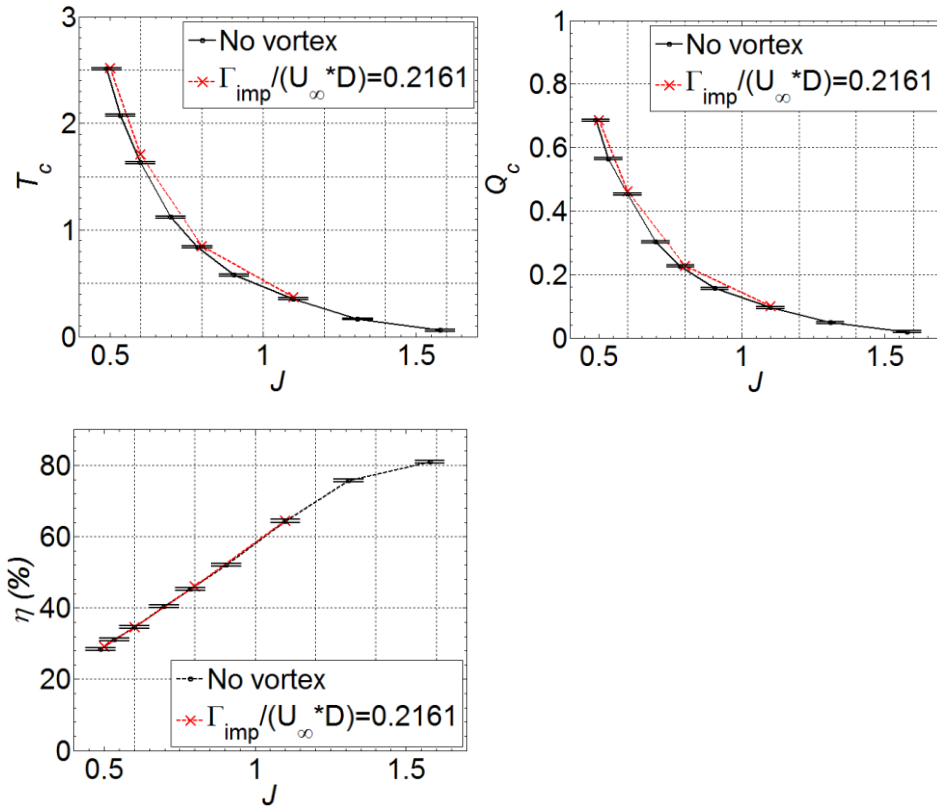 3
2
1
0
T_c
0.5
1
1.5
J
No vortex
Γ_imp/(U_∞*D)=0.2161
1
0.8
0.6
0.4
0.2
0
Q_c
0.5
1
1.5
J
No vortex
Γ_imp/(U_∞*D)=0.2161
80
60
40
20
0
η (%)
0.5
1
1.5
J
No vortex
Γ_imp/(U_∞*D)=0.2161